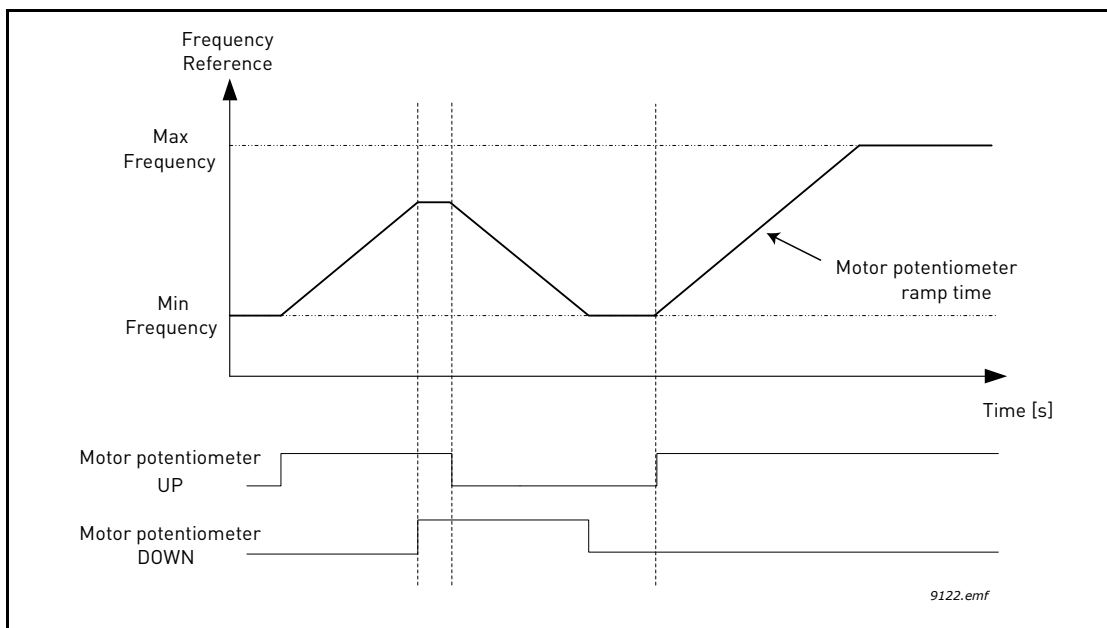 Frequency
Reference
Max
Frequency
Motor potentiometer
ramp time
Min
Frequency
Time [s]
Motor potentiometer
UP
Motor potentiometer
DOWN
9122.emf